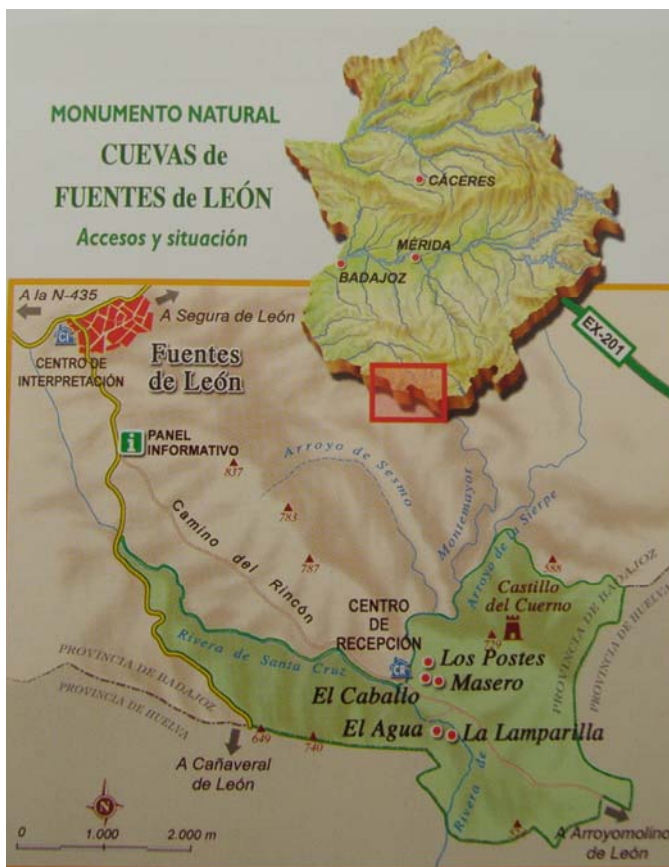 MONUMENTO NATURAL
CUEVAS de
FUENTES de LEÓN
Accesos y situación
CÁCERES
MÉRIDA
BADAJOZ
A la N-435
A Segura de León
EX-201
CI
CENTRO DE
INTERPRETACIÓN
Fuentes
de León
i PANEL
INFORMATIVO
837
Arroyo de Sesmo
783
Montemayor
Camino del Rincón
787
Arroyo de la Sierpe
588
CENTRO
DE
RECEPCIÓN
Castillo
del Cuerno
729
PROVINCIA DE BADAJOZ
PROVINCIA DE HUELVA
Rivera de Santa Cruz
CR
Los Postes
El Caballo
Masero
PROVINCIA DE BADAJOZ
PROVINCIA DE HUELVA
El Agua
La Lamparilla
649
740
A Cañaveral
de León
Rivera de
N
0 1.000 2.000 m
A Arroyomolinos
de León